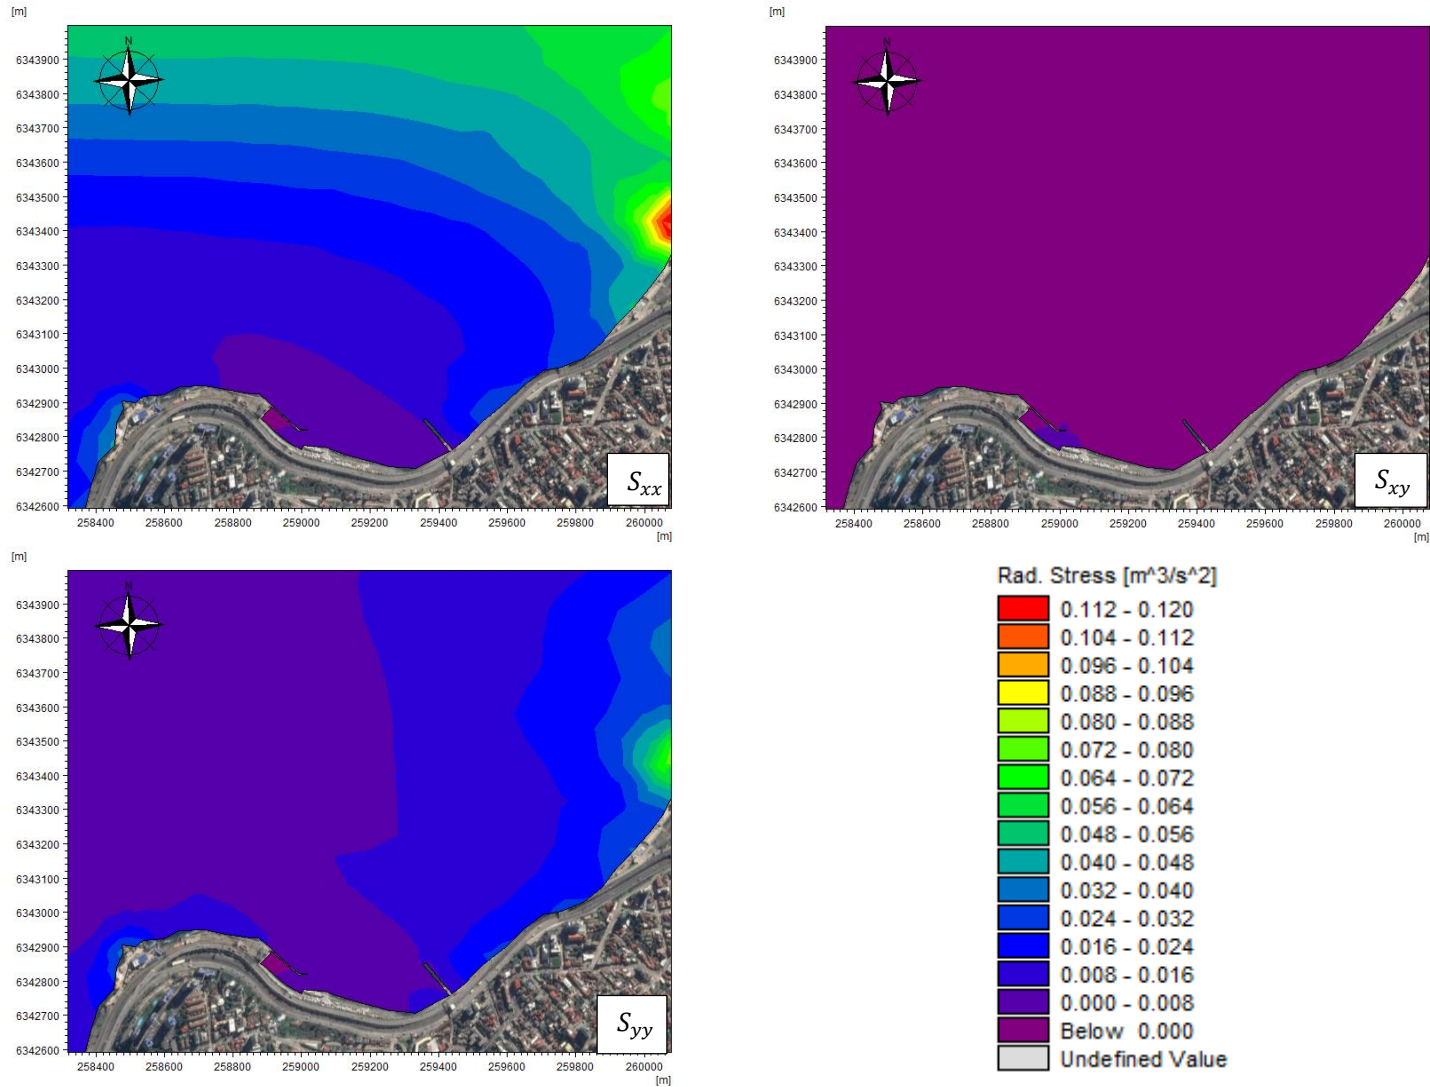 [m]
N
6343900
6343800
6343700
6343600
6343500
6343400
6343300
6343200
6343100
6343000
6342900
6342800
6342700
6342600
258400 258600 258800 259000 259200 259400 259600 259800 260000
[m]
Sxx
[m]
N
6343900
6343800
6343700
6343600
6343500
6343400
6343300
6343200
6343100
6343000
6342900
6342800
6342700
6342600
258400 258600 258800 259000 259200 259400 259600 259800 260000
[m]
Sxy
[m]
N
6343900
6343800
6343700
6343600
6343500
6343400
6343300
6343200
6343100
6343000
6342900
6342800
6342700
6342600
258400 258600 258800 259000 259200 259400 259600 259800 260000
[m]
Syy
Rad. Stress [m^3/s^2]
0.112 - 0.120
0.104 - 0.112
0.096 - 0.104
0.088 - 0.096
0.080 - 0.088
0.072 - 0.080
0.064 - 0.072
0.056 - 0.064
0.048 - 0.056
0.040 - 0.048
0.032 - 0.040
0.024 - 0.032
0.016 - 0.024
0.008 - 0.016
0.000 - 0.008
Below 0.000
Undefined Value